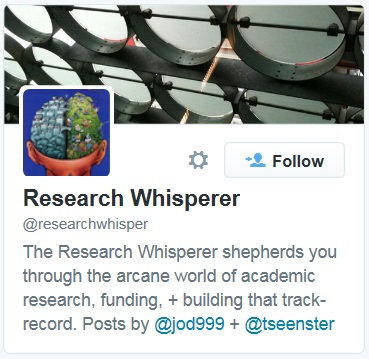 Follow
Research Whisperer
@researchwhisper
The Research Whisperer shepherds you
through the arcane world of academic
research, funding, + building that track-
record. Posts by @jod999 + @tseenster